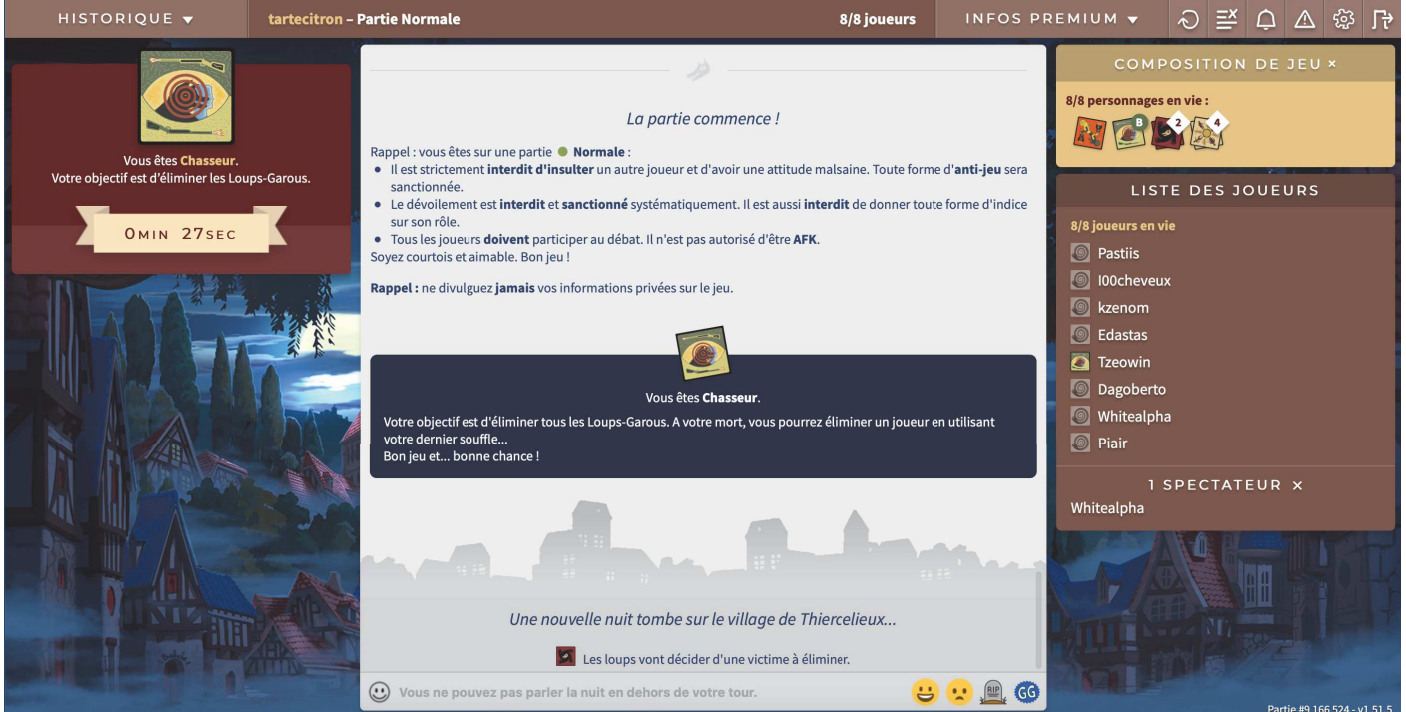 HISTORIQUE ▼
tartecitron – Partie Normale
8/8 joueurs
INFOS PREMIUM ▼
Vous êtes Chasseur.
Votre objectif est d'éliminer les Loups-Garous.
0MIN 27SEC
La partie commence !
Rappel : vous êtes sur une partie Normale :
• Il est strictement interdit d'insulter un autre joueur et d'avoir une attitude malsaine. Toute forme d'anti-jeu sera
sanctionnée.
• Le dévoilement est interdit et sanctionné systématiquement. Il est aussi interdit de donner toute forme d'indice
sur son rôle.
• Tous les joueurs doivent participer au débat. Il n'est pas autorisé d'être AFK.
Soyez courtois et aimable. Bon jeu !
Rappel : ne divulguez jamais vos informations privées sur le jeu.
Vous êtes Chasseur.
Votre objectif est d'éliminer tous les Loups-Garous. A votre mort, vous pourrez éliminer un joueur en utilisant
votre dernier souffle...
Bon jeu et... bonne chance !
Une nouvelle nuit tombe sur le village de Thiercelieux...
Les loups vont décider d'une victime à éliminer.
Vous ne pouvez pas parler la nuit en dehors de votre tour.
RIP
GG
COMPOSITION DE JEU ×
8/8 personnages en vie :
B
2
4
LISTE DES JOUEURS
8/8 joueurs en vie
Pastiis
I00cheveux
kzenom
Edastas
Tzeowin
Dagoberto
Whitealpha
Piair
1 SPECTATEUR ×
Whitealpha
Partie #9 166 524 - v1.51.5